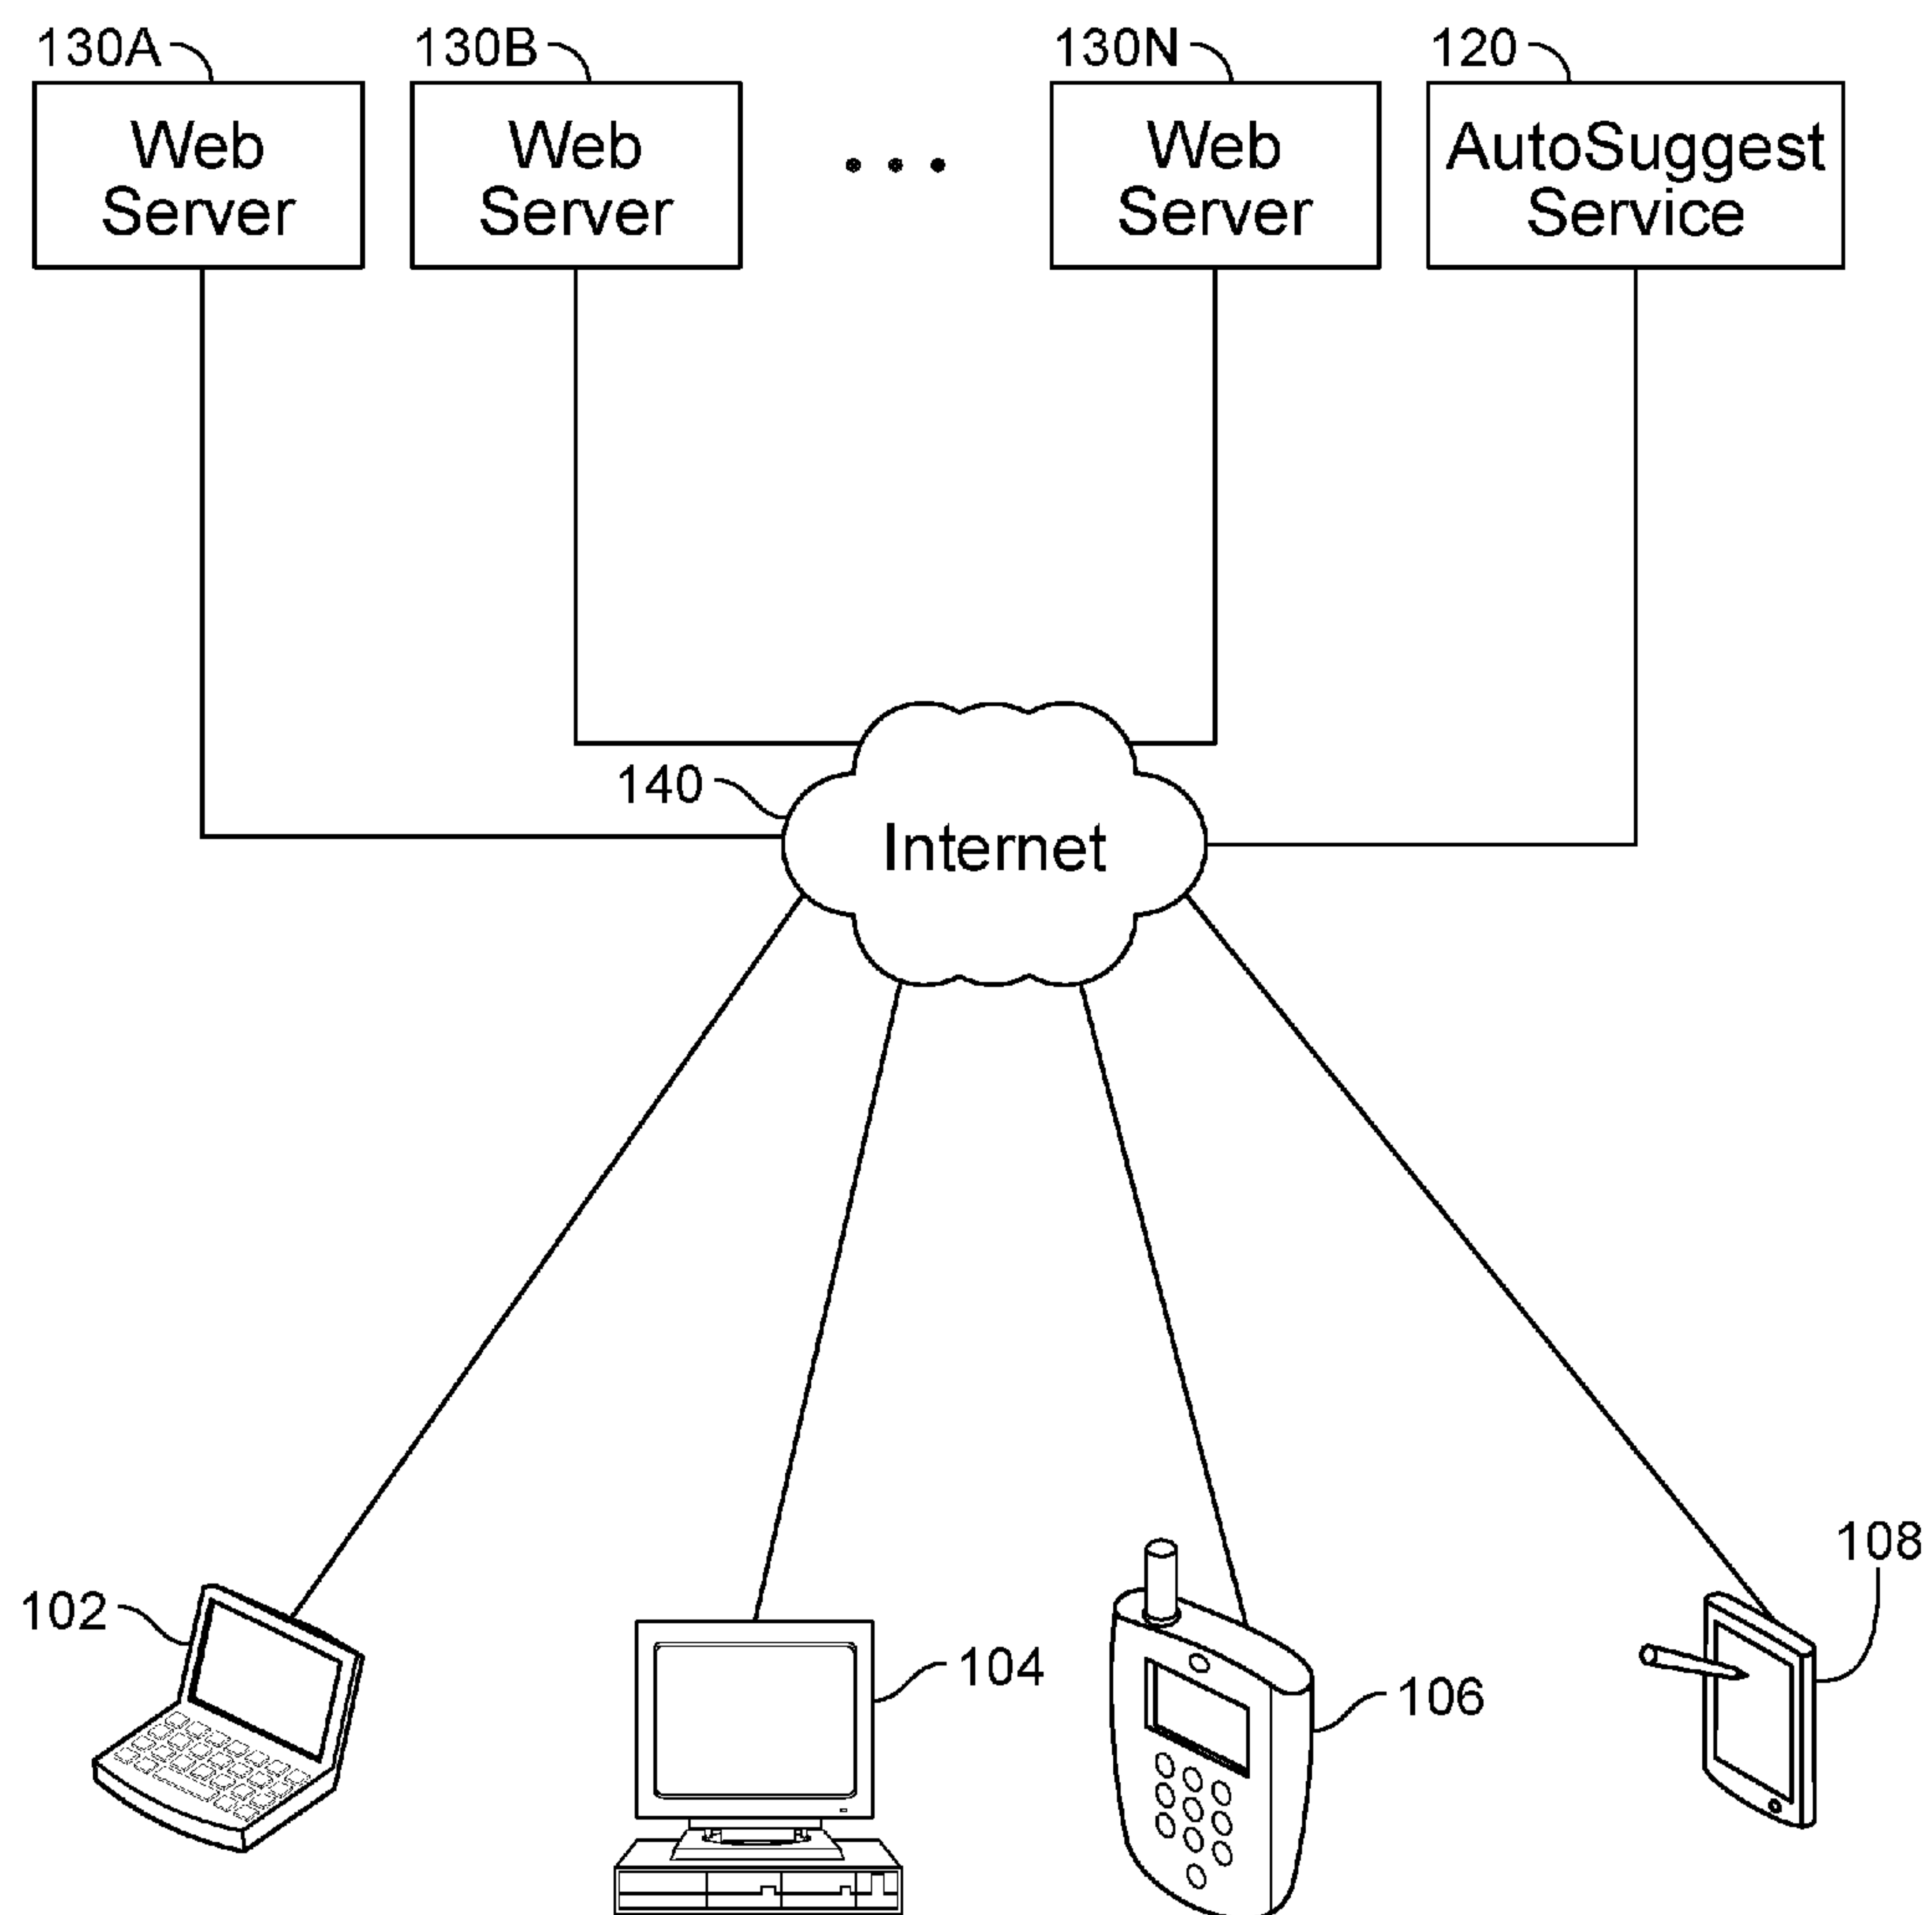 130A
130B
130N
120
Web
Server
Web
Server
Web
Server
AutoSuggest
Service
140
Internet
102
104
106
108